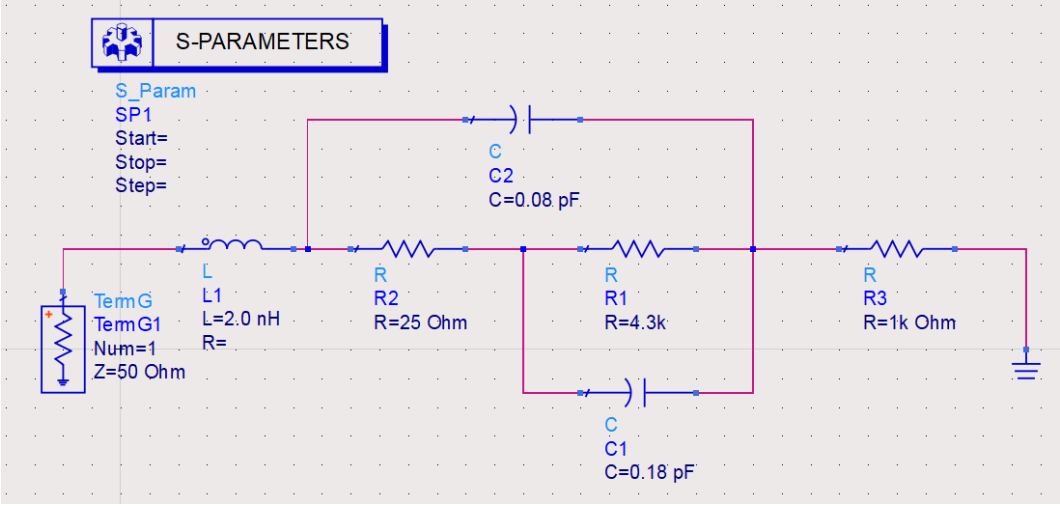 S-PARAMETERS
S_Param
SP1
Start=
Stop=
Step=
C
C2
C=0.08 pF
TermG
TermG1
Num=1
Z=50 Ohm
L
L1
L=2.0 nH
R=
R
R2
R=25 Ohm
R
R1
R=4.3k
R
R3
R=1k Ohm
C
C1
C=0.18 pF